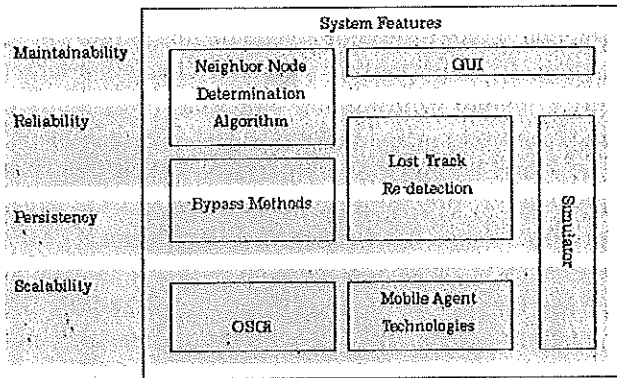 System Features
Maintainability
Neighbor Node
Determination
Algorithm
GUI
Reliability
Lost Track
Re-detection
Simulator
Bypass Methods
Persistency
Scalability
OSGi
Mobile Agent
Technologies